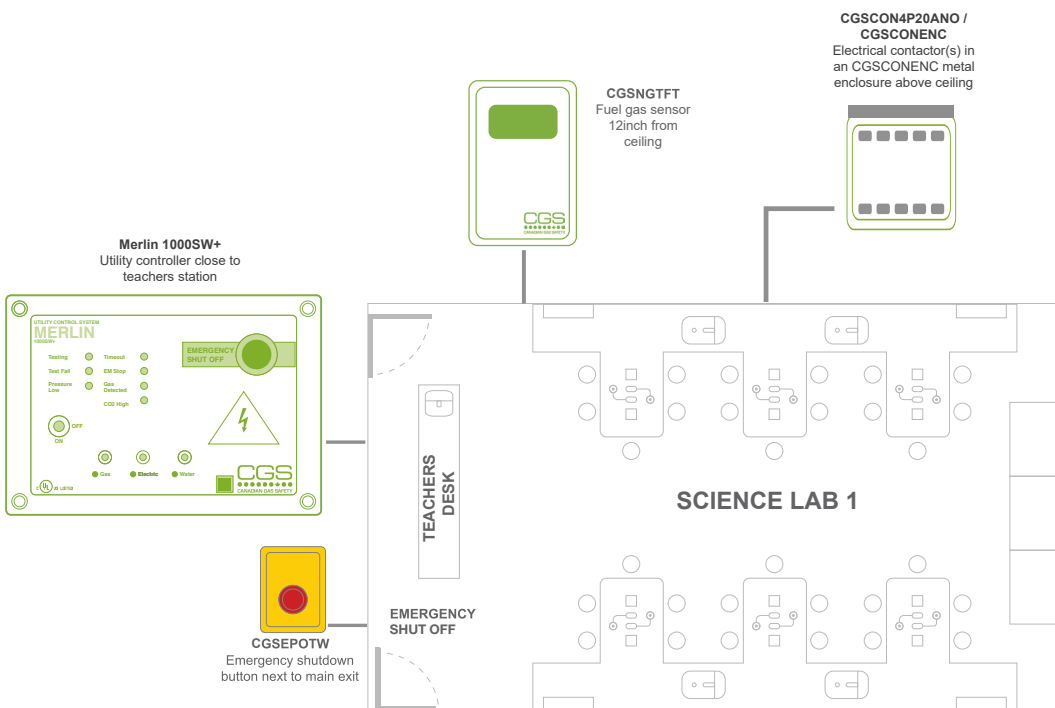 CGSCON4P20ANO /
CGSCONENC
Electrical contactor(s) in
an CGSCONENC metal
enclosure above ceiling
CGSNGTFT
Fuel gas sensor
12inch from
ceiling
CGS
CANADIAN GAS SAFETY
Merlin 1000SW+
Utility controller close to
teachers station
UTILITY CONTROL SYSTEM
MERLIN
1000SW+
EMERGENCY
SHUT OFF
Testing
Timeout
Test Fail
EM Stop
Pressure
Low
Gas
Detected
CO2 High
OFF
ON
Gas
Electric
Water
C UL US LISTED
CGS
CANADIAN GAS SAFETY
TEACHERS
DESK
SCIENCE LAB 1
EMERGENCY
SHUT OFF
CGSEPOTW
Emergency shutdown
button next to main exit